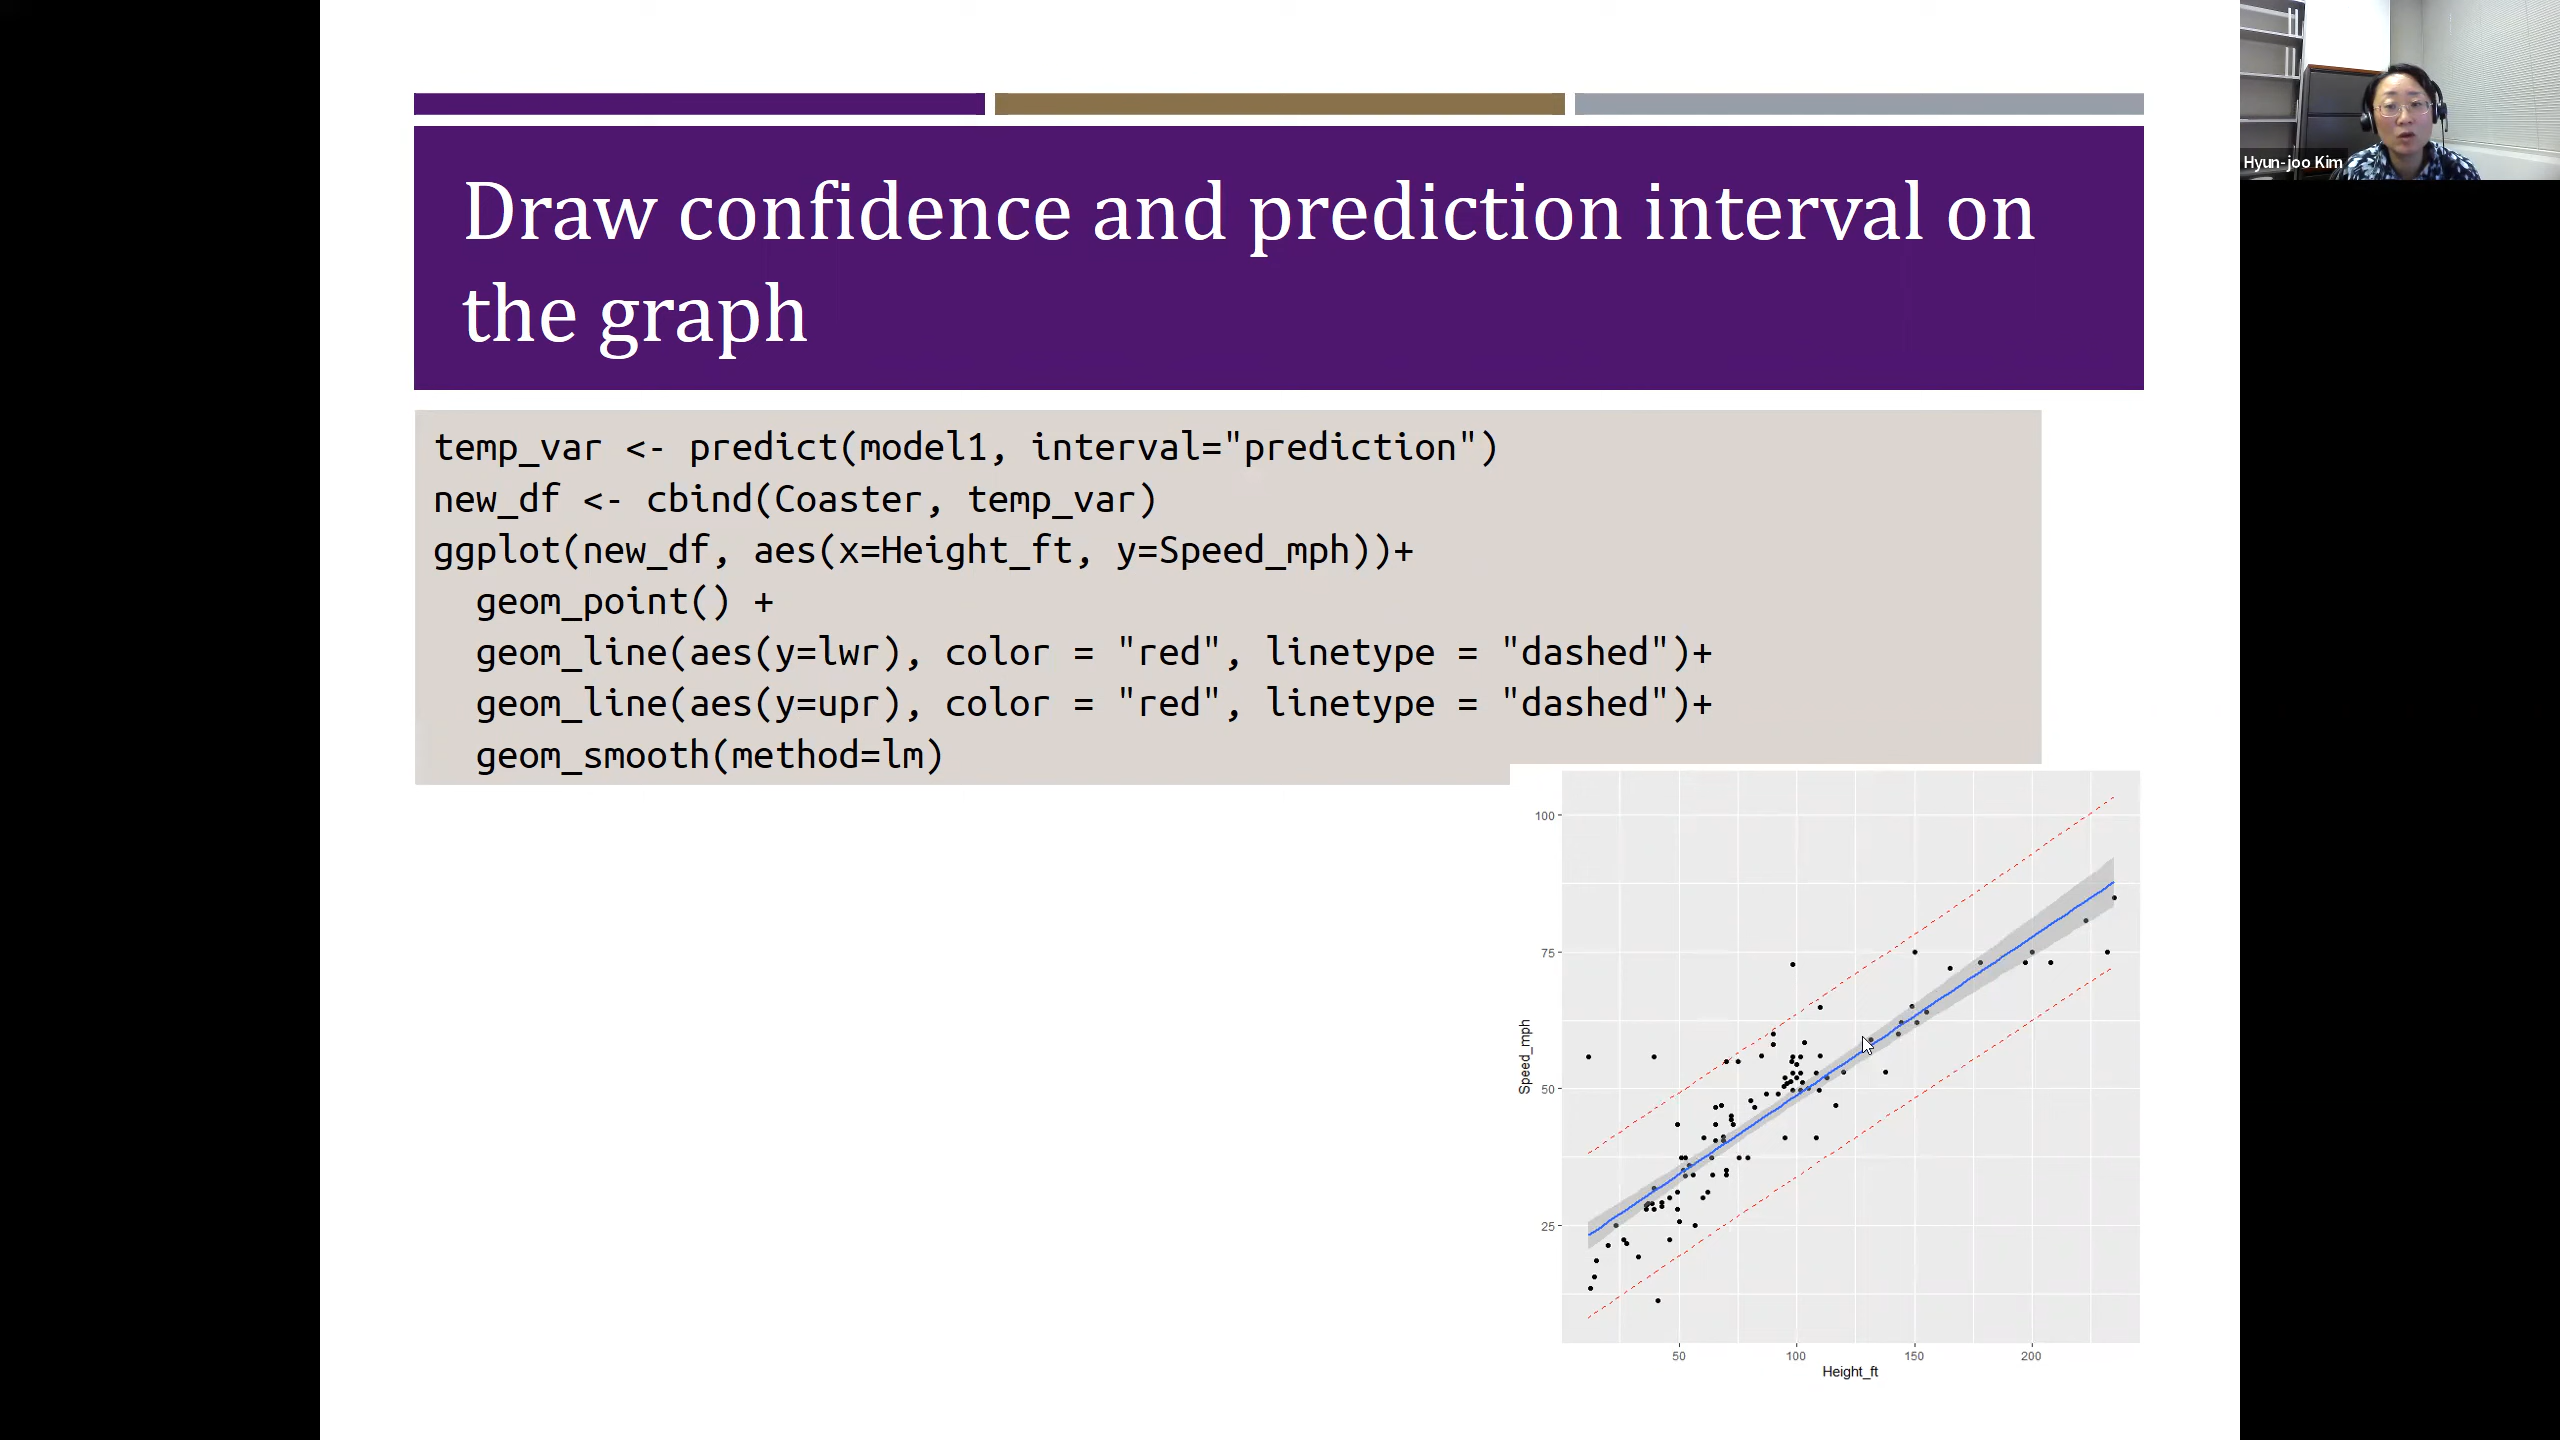 Hyun-joo Kim
Draw confidence and prediction interval on
the graph
temp_var <- predict(model1, interval="prediction")
new_df <- cbind(Coaster, temp_var)
ggplot(new_df, aes(x=Height_ft, y=Speed_mph))+
  geom_point() +
  geom_line(aes(y=lwr), color = "red", linetype = "dashed")+
  geom_line(aes(y=upr), color = "red", linetype = "dashed")+
  geom_smooth(method=lm)
100
75
50
25
Speed_mph
50 100 150 200
Height_ft